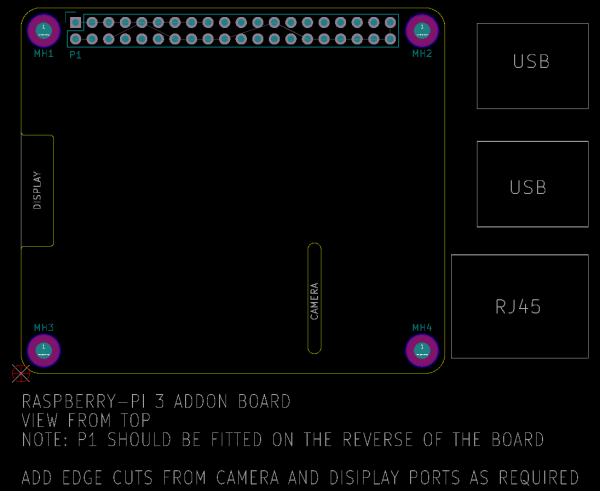 MH1
P1
MH2
USB
DISPLAY
USB
CAMERA
RJ45
MH3
MH4
RASPBERRY-PI 3 ADDON BOARD
VIEW FROM TOP
NOTE: P1 SHOULD BE FITTED ON THE REVERSE OF THE BOARD
ADD EDGE CUTS FROM CAMERA AND DISIPLAY PORTS AS REQUIRED